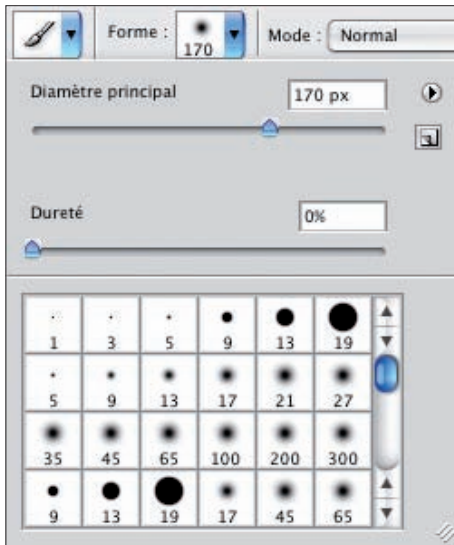 Forme : 170 Mode : Normal
Diamètre principal 170 px
Dureté 0%
1 3 5 9 13 19
5 9 13 17 21 27
35 45 65 100 200 300
9 13 19 17 45 65